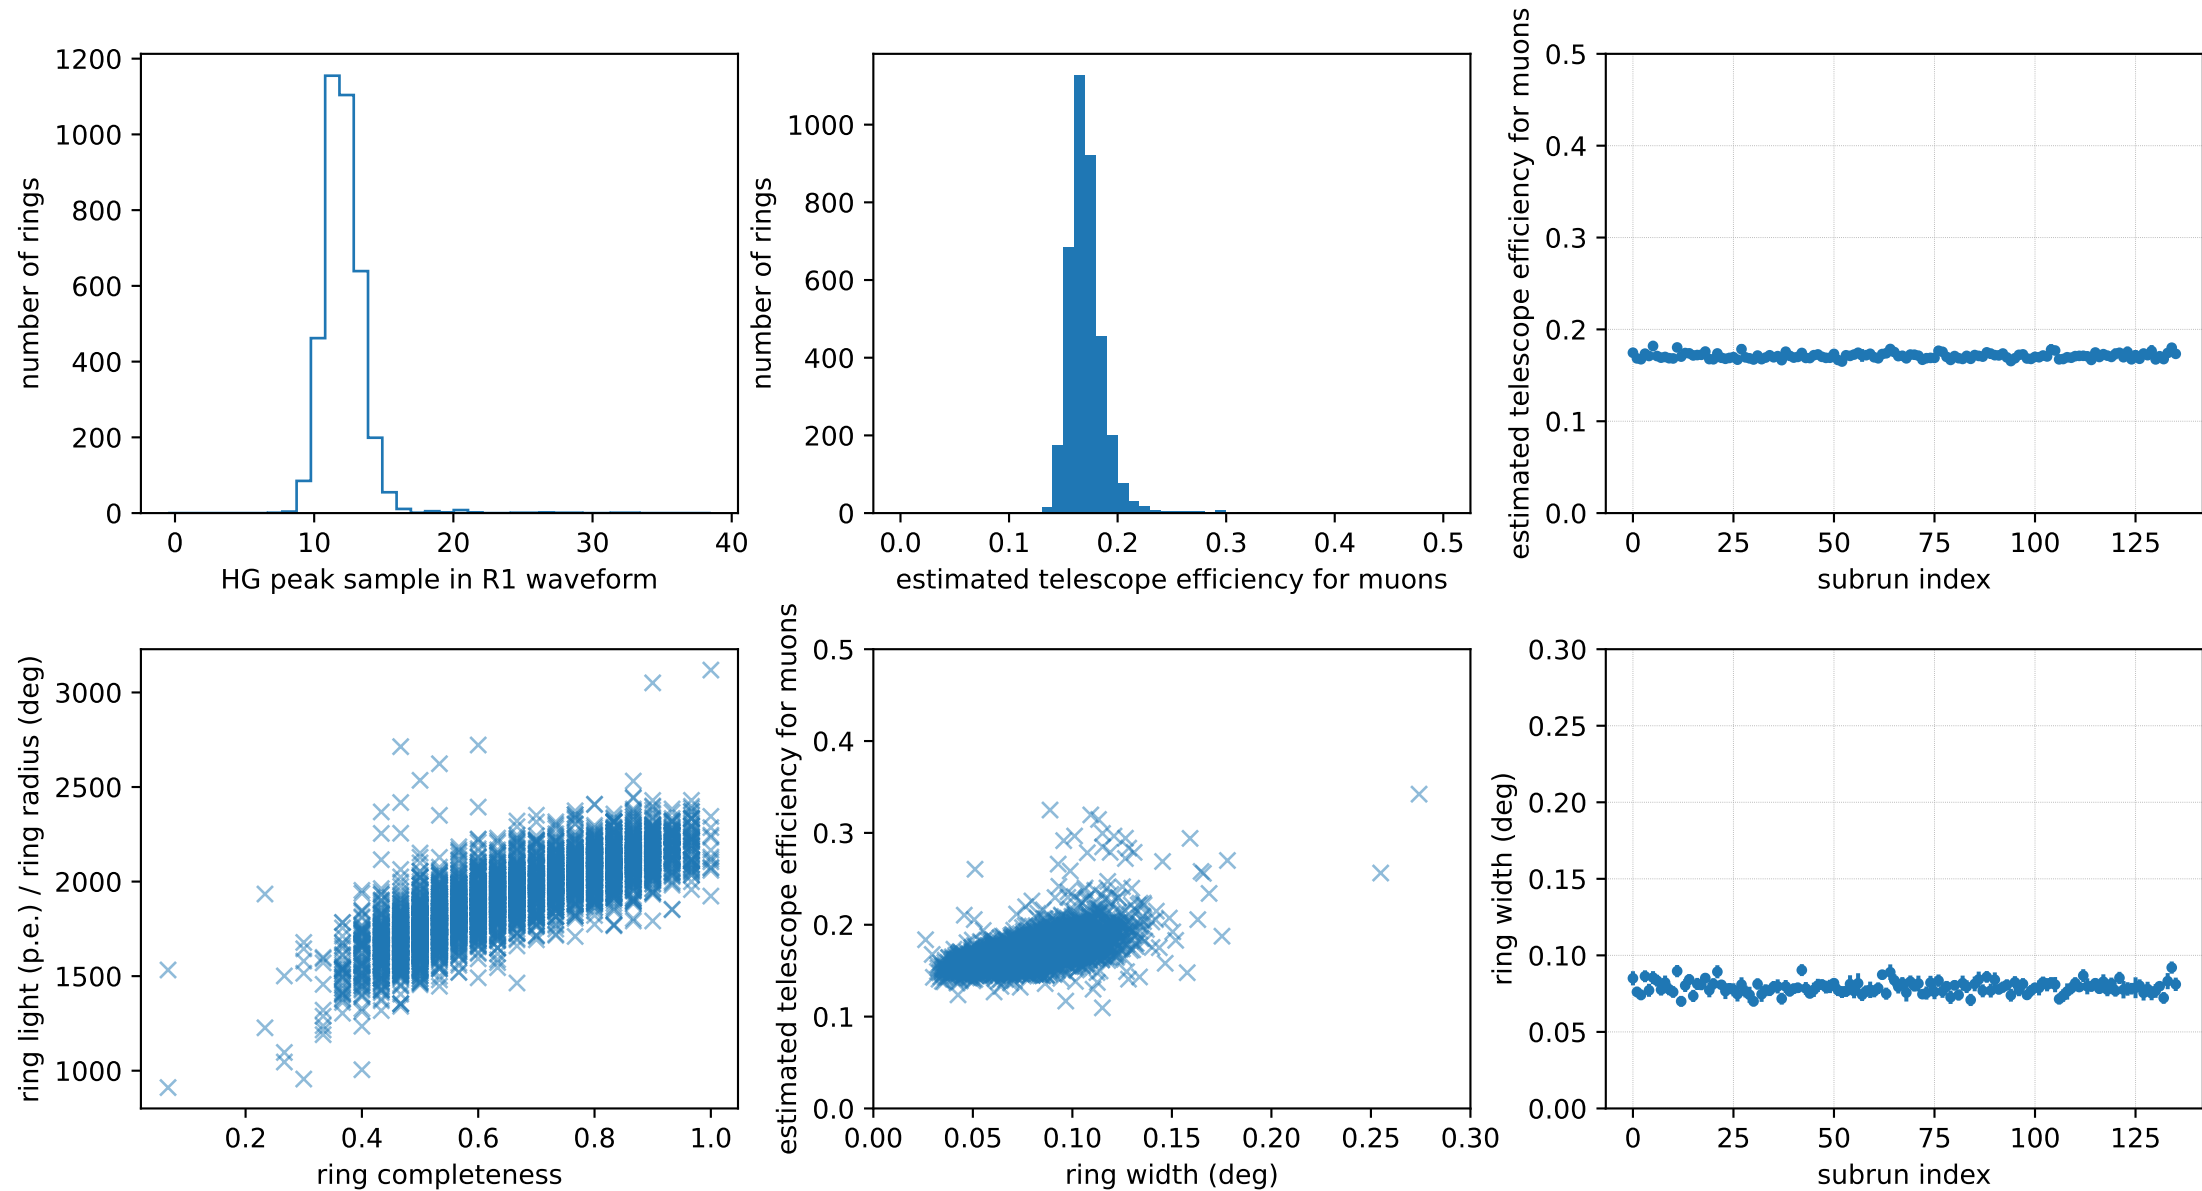 number of rings
1200
1000
800
600
400
200
0
0 10 20 30 40
HG peak sample in R1 waveform
number of rings
1000
800
600
400
200
0
0.0 0.1 0.2 0.3 0.4 0.5
estimated telescope efficiency for muons
estimated telescope efficiency for muons
0.5
0.4
0.3
0.2
0.1
0.0
0 25 50 75 100 125
subrun index
ring light (p.e.) / ring radius (deg)
3000
2500
2000
1500
1000
0.2 0.4 0.6 0.8 1.0
ring completeness
estimated telescope efficiency for muons
0.5
0.4
0.3
0.2
0.1
0.0
0.00 0.05 0.10 0.15 0.20 0.25 0.30
ring width (deg)
ring width (deg)
0.30
0.25
0.20
0.15
0.10
0.05
0.00
0 25 50 75 100 125
subrun index